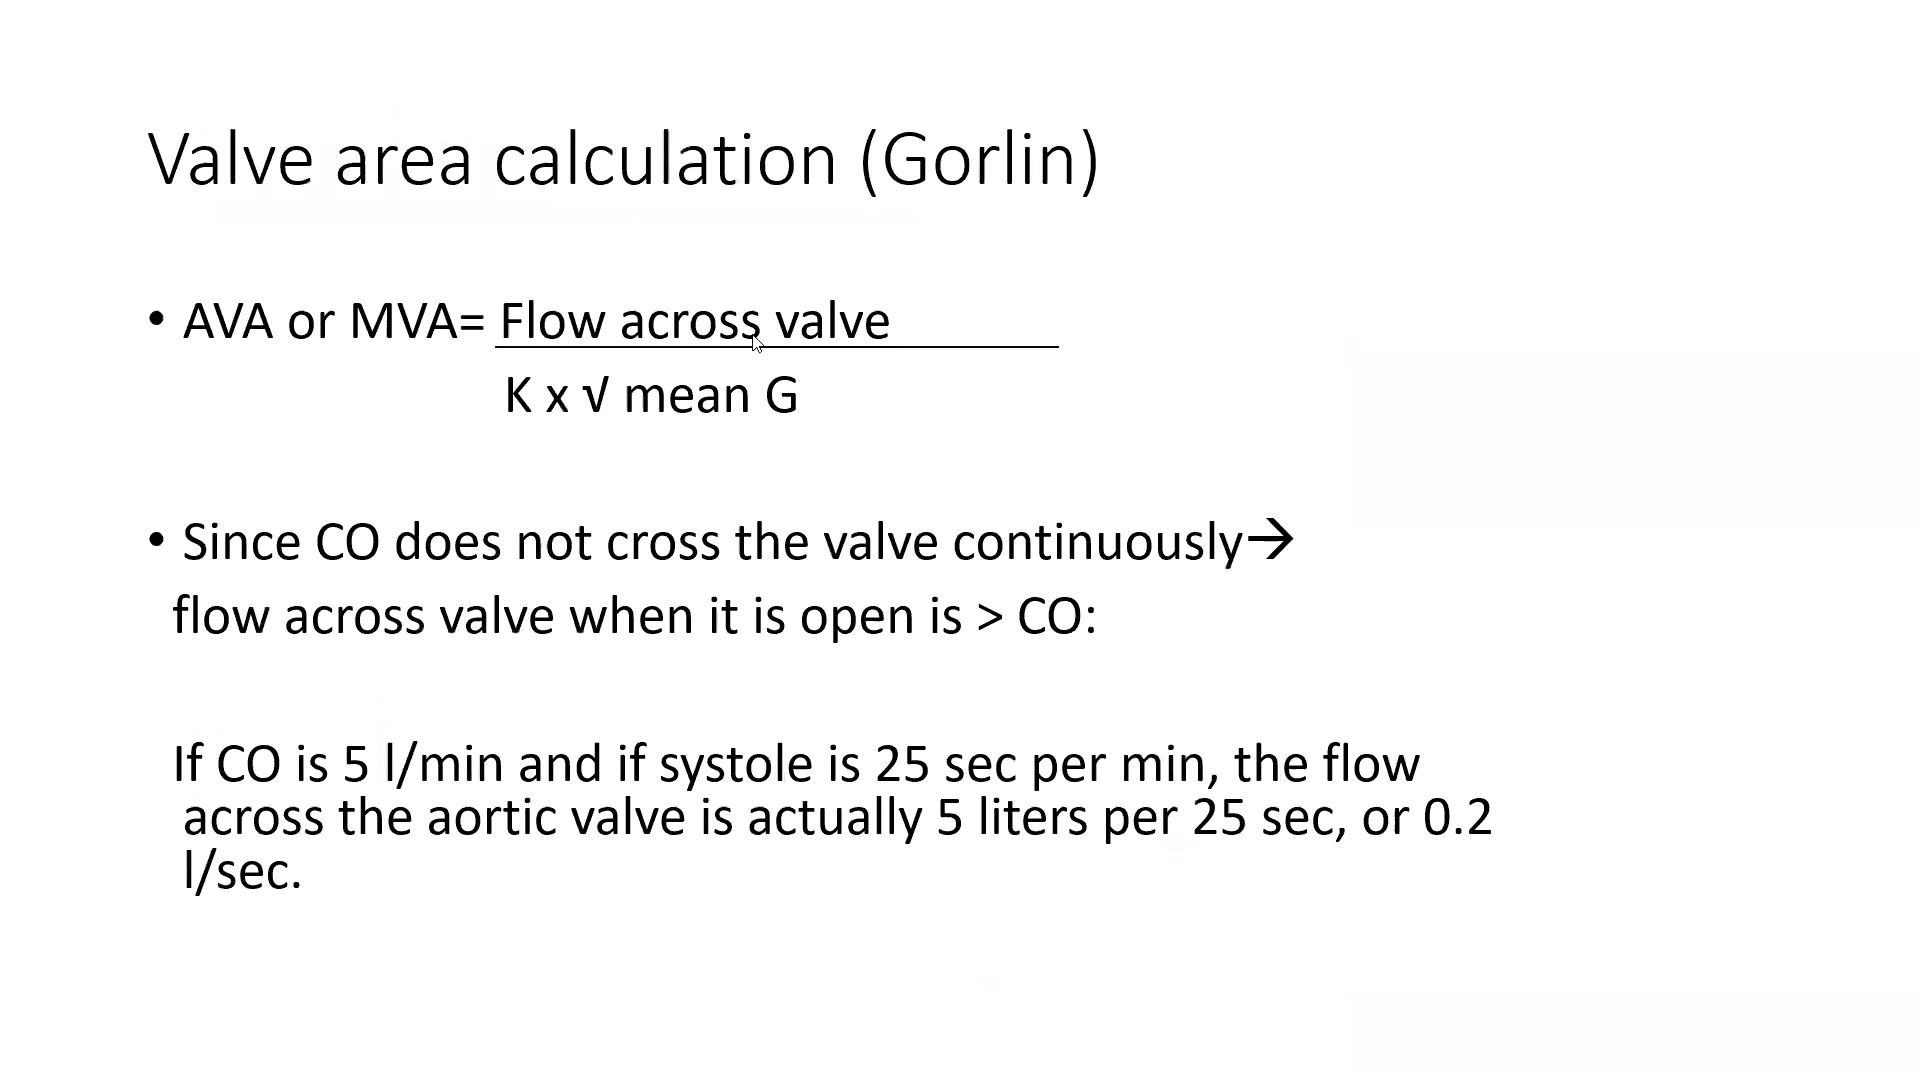 Valve area calculation (Gorlin)
• AVA or MVA= Flow across valve
K x √ mean G
• Since CO does not cross the valve continuously→
flow across valve when it is open is > CO:
If CO is 5 l/min and if systole is 25 sec per min, the flow
across the aortic valve is actually 5 liters per 25 sec, or 0.2
l/sec.